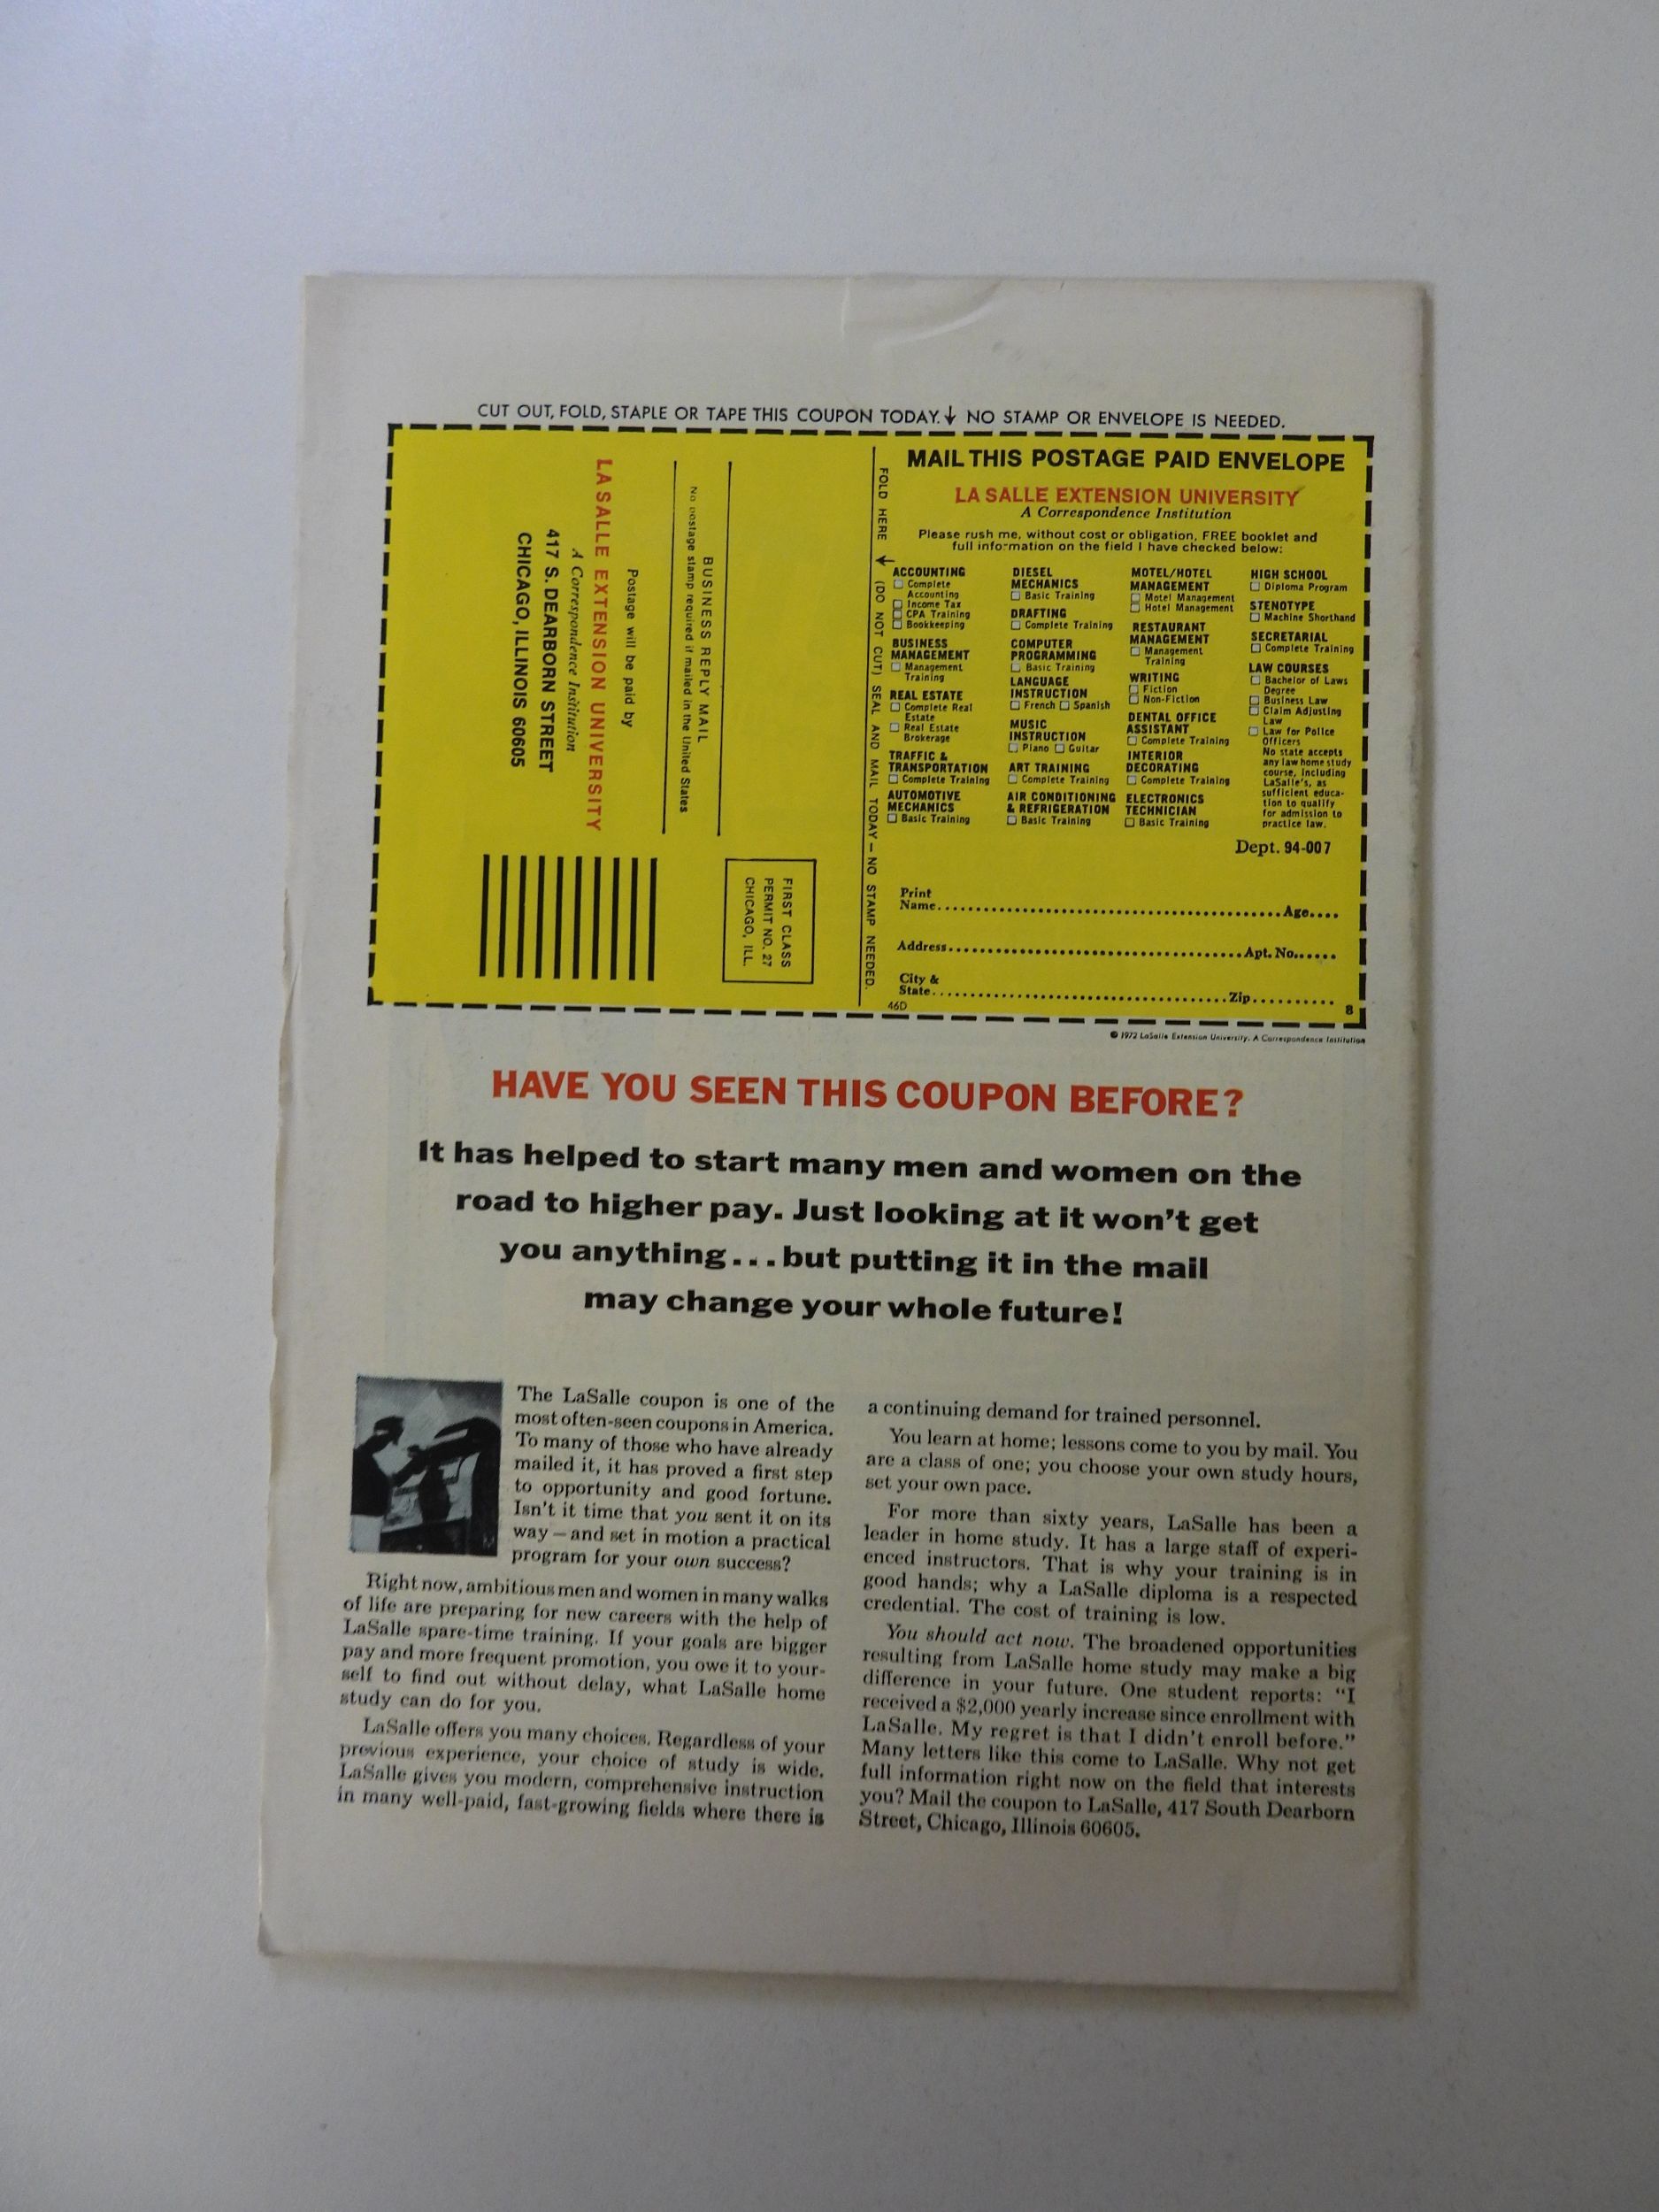 CUT OUT, FOLD, STAPLE OR TAPE THIS COUPON TODAY. ↓ NO STAMP OR ENVELOPE IS NEEDED.
FIRST CLASS
PERMIT NO. 27
CHICAGO, ILL.
BUSINESS REPLY MAIL
No postage stamp required if mailed in the United States
Postage will be paid by
LA SALLE EXTENSION UNIVERSITY
A Correspondence Institution
417 S. DEARBORN STREET
CHICAGO, ILLINOIS 60605
FOLD HERE ↓ (DO NOT CUT) SEAL AND MAIL TODAY — NO STAMP NEEDED.
MAIL THIS POSTAGE PAID ENVELOPE
LA SALLE EXTENSION UNIVERSITY
A Correspondence Institution
Please rush me, without cost or obligation, FREE booklet and
full information on the field I have checked below:
ACCOUNTING
☐ Complete
Accounting
☐ Income Tax
☐ CPA Training
☐ Bookkeeping
BUSINESS
MANAGEMENT
☐ Management
Training
REAL ESTATE
☐ Complete Real
Estate
☐ Real Estate
Brokerage
TRAFFIC &
TRANSPORTATION
☐ Complete Training
AUTOMOTIVE
MECHANICS
☐ Basic Training
DIESEL
MECHANICS
☐ Basic Training
DRAFTING
☐ Complete Training
COMPUTER
PROGRAMMING
☐ Basic Training
LANGUAGE
INSTRUCTION
☐ French ☐ Spanish
MUSIC
INSTRUCTION
☐ Piano ☐ Guitar
ART TRAINING
☐ Complete Training
AIR CONDITIONING
& REFRIGERATION
☐ Basic Training
MOTEL/HOTEL
MANAGEMENT
☐ Motel Management
☐ Hotel Management
RESTAURANT
MANAGEMENT
☐ Management
Training
WRITING
☐ Fiction
☐ Non-Fiction
DENTAL OFFICE
ASSISTANT
☐ Complete Training
INTERIOR
DECORATING
☐ Complete Training
ELECTRONICS
TECHNICIAN
☐ Basic Training
HIGH SCHOOL
☐ Diploma Program
STENOTYPE
☐ Machine Shorthand
SECRETARIAL
☐ Complete Training
LAW COURSES
☐ Bachelor of Laws
Degree
☐ Business Law
☐ Claim Adjusting
Law
☐ Law for Police
Officers
No state accepts
any law home study
course, including
LaSalle's, as
sufficient educa-
tion to qualify
for admission to
practice law.
Dept. 94-007
Print
Name.......................................Age....
Address.......................................Apt. No......
City &
State.......................................Zip..........
46D
8
© 1972 LaSalle Extension University, A Correspondence Institution
HAVE YOU SEEN THIS COUPON BEFORE?
It has helped to start many men and women on the
road to higher pay. Just looking at it won't get
you anything...but putting it in the mail
may change your whole future!
The LaSalle coupon is one of the
most often-seen coupons in America.
To many of those who have already
mailed it, it has proved a first step
to opportunity and good fortune.
Isn't it time that you sent it on its
way — and set in motion a practical
program for your own success?
Right now, ambitious men and women in many walks
of life are preparing for new careers with the help of
LaSalle spare-time training. If your goals are bigger
pay and more frequent promotion, you owe it to your-
self to find out without delay, what LaSalle home
study can do for you.
LaSalle offers you many choices. Regardless of your
previous experience, your choice of study is wide.
LaSalle gives you modern, comprehensive instruction
in many well-paid, fast-growing fields where there is
a continuing demand for trained personnel.
You learn at home; lessons come to you by mail. You
are a class of one; you choose your own study hours,
set your own pace.
For more than sixty years, LaSalle has been a
leader in home study. It has a large staff of experi-
enced instructors. That is why your training is in
good hands; why a LaSalle diploma is a respected
credential. The cost of training is low.
You should act now. The broadened opportunities
resulting from LaSalle home study may make a big
difference in your future. One student reports: "I
received a $2,000 yearly increase since enrollment with
LaSalle. My regret is that I didn't enroll before."
Many letters like this come to LaSalle. Why not get
full information right now on the field that interests
you? Mail the coupon to LaSalle, 417 South Dearborn
Street, Chicago, Illinois 60605.